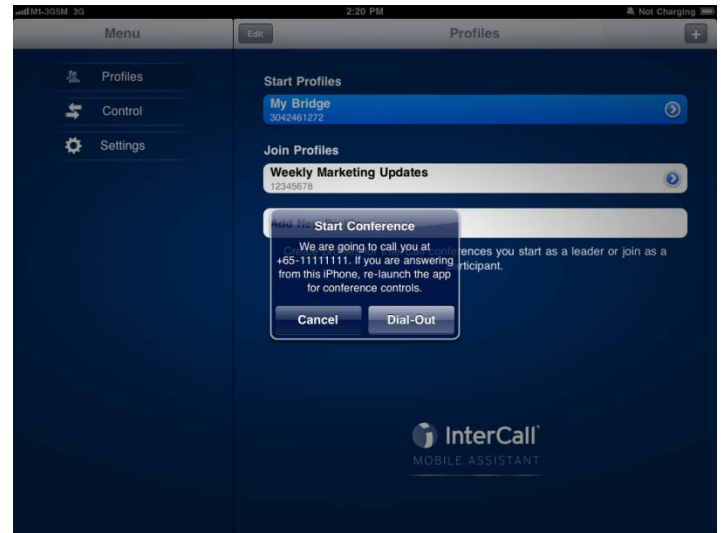 M1-3GSM 3G 2:20 PM Not Charging
Menu
Edit
Profiles
+
Profiles
Control
Settings
Start Profiles
My Bridge
3042461272
Join Profiles
Weekly Marketing Updates
12345678
Add Ne
Start Conference
We are going to call you at
+65-11111111. If you are answering
from this iPhone, re-launch the app
for conference controls.
Cancel
Dial-Out
ences you start as a leader or join as a
rticipant.
InterCall
MOBILE ASSISTANT